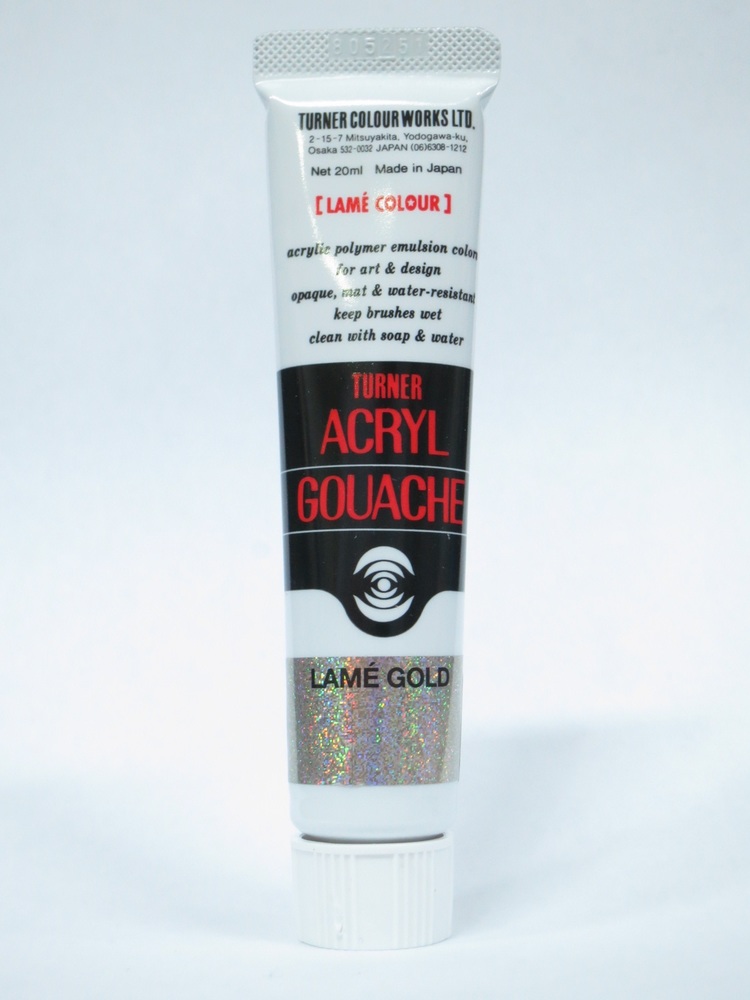 TURNER COLOUR WORKS LTD.
2-15-7 Mitsuyakita, Yodogawa-ku,
Osaka 532-0032 JAPAN (06)6308-1212
Net 20ml Made in Japan
[ LAMÉ COLOUR ]
acrylic polymer emulsion colors
for art & design
opaque, mat & water-resistant
keep brushes wet
clean with soap & water
TURNER
ACRYL
GOUACHE
LAMÉ GOLD